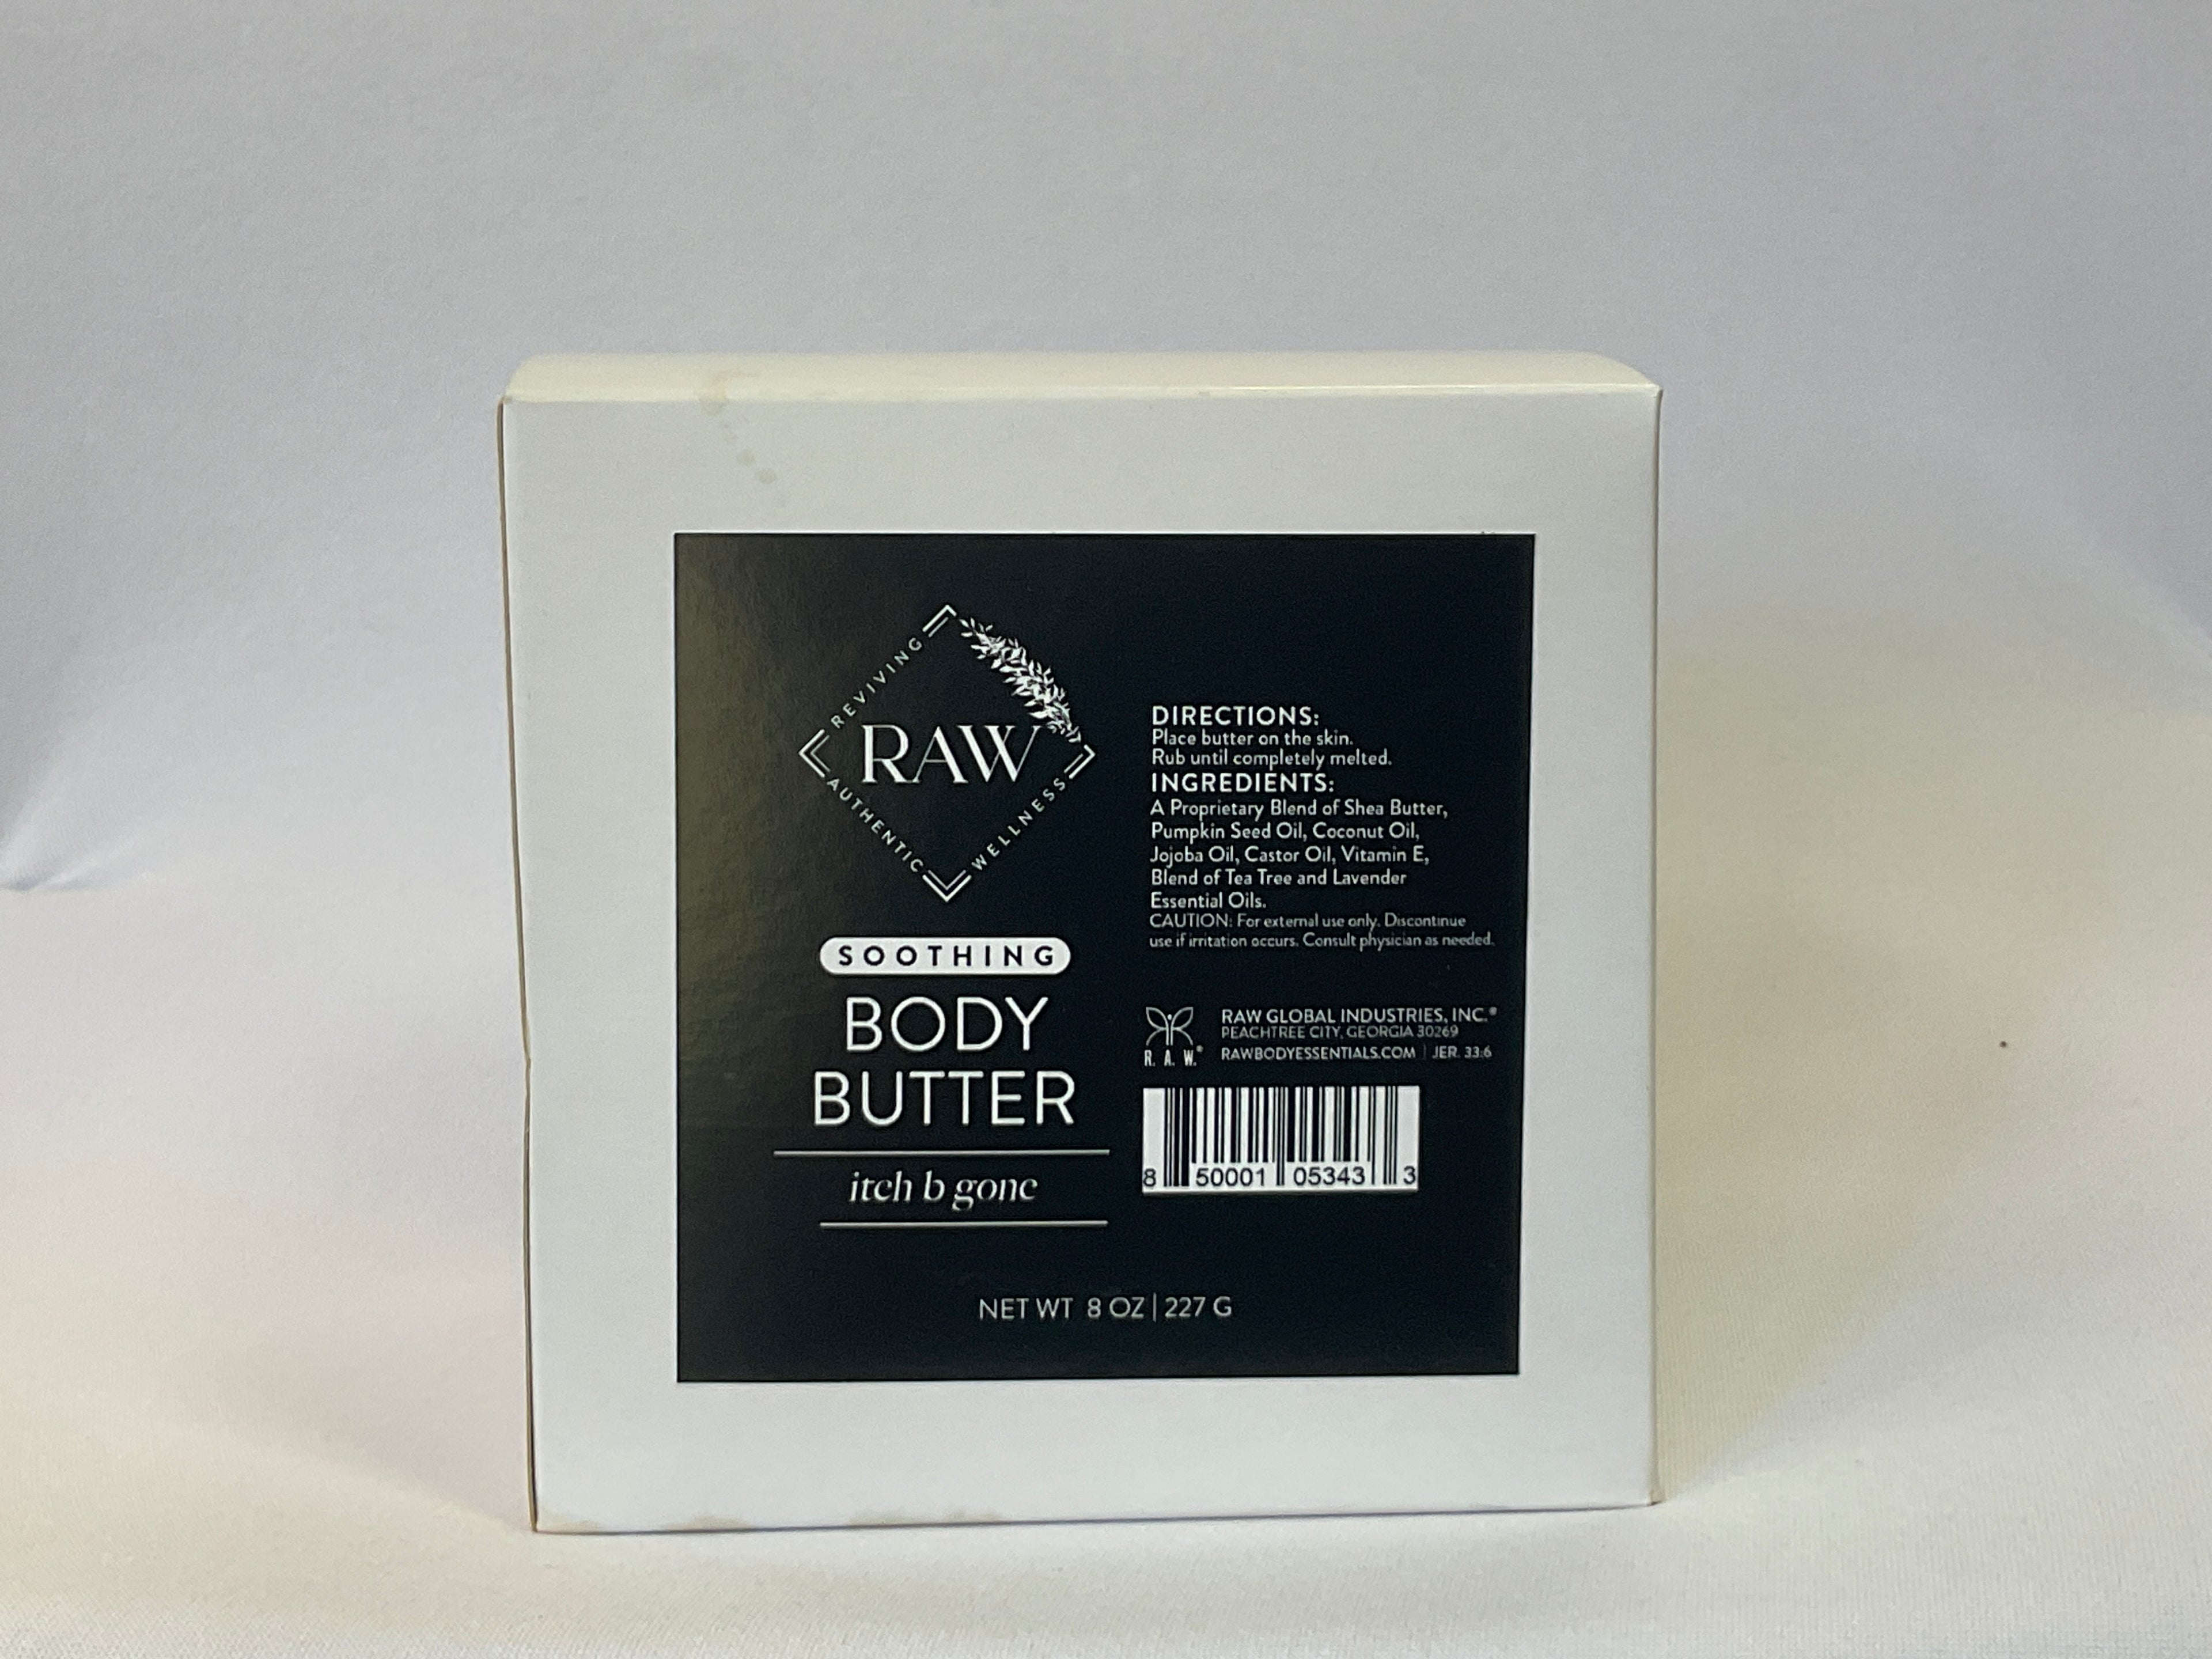 REVIVING
RAW
AUTHENTIC
WELLNESS
SOOTHING
BODY
BUTTER
itch b gone
DIRECTIONS:
Place butter on the skin.
Rub until completely melted.
INGREDIENTS:
A Proprietary Blend of Shea Butter,
Pumpkin Seed Oil, Coconut Oil,
Jojoba Oil, Castor Oil, Vitamin E,
Blend of Tea Tree and Lavender
Essential Oils.
CAUTION: For external use only. Discontinue
use if irritation occurs. Consult physician as needed.
R. A. W.®
RAW GLOBAL INDUSTRIES, INC.®
PEACHTREE CITY, GEORGIA 30269
RAWBODYESSENTIALS.COM | JER. 33:6
8 50001 05343 3
NET WT 8 OZ | 227 G